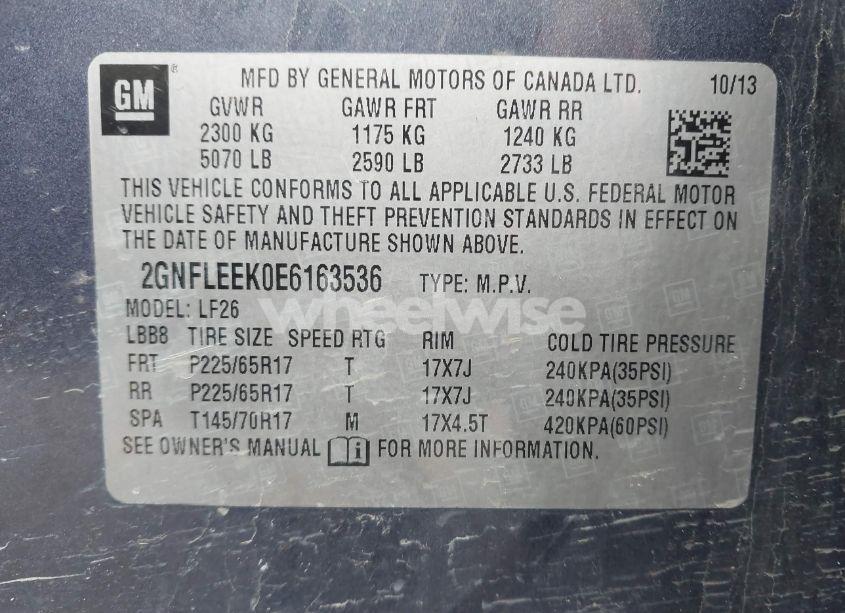 GM ® MFD BY GENERAL MOTORS OF CANADA LTD. 10/13
GVWR GAWR FRT GAWR RR
2300 KG 1175 KG 1240 KG
5070 LB 2590 LB 2733 LB
THIS VEHICLE CONFORMS TO ALL APPLICABLE U.S. FEDERAL MOTOR
VEHICLE SAFETY AND THEFT PREVENTION STANDARDS IN EFFECT ON
THE DATE OF MANUFACTURE SHOWN ABOVE.
2GNFLEEK0E6163536 TYPE: M.P.V.
wheelwise
MODEL: LF26
LBB8 TIRE SIZE SPEED RTG RIM COLD TIRE PRESSURE
FRT P225/65R17 T 17X7J 240KPA(35PSI)
RR P225/65R17 T 17X7J 240KPA(35PSI)
SPA T145/70R17 M 17X4.5T 420KPA(60PSI)
SEE OWNER'S MANUAL i FOR MORE INFORMATION.